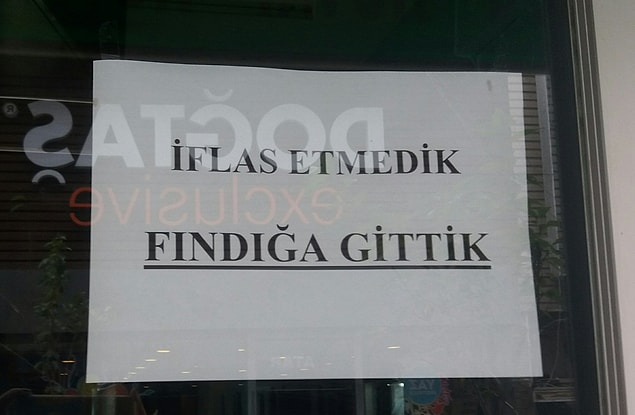 İFLAS ETMEDİK
FINDIĞA GİTTİK
DOĞTAŞ
exclusive